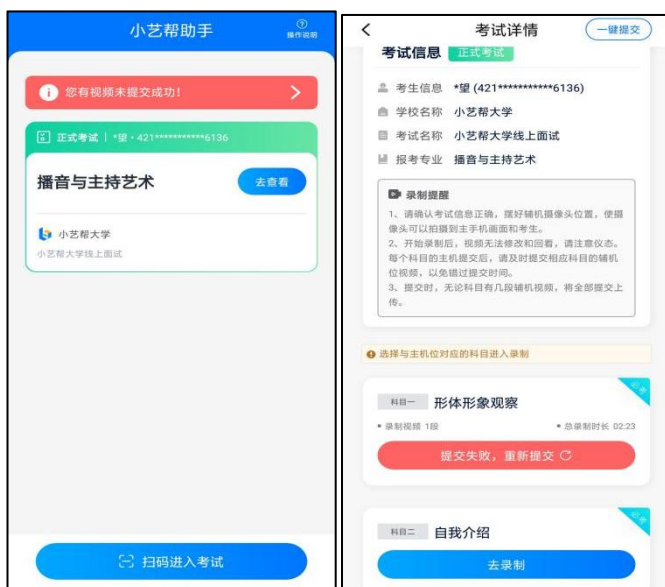 小艺帮助手
操作说明
您有视频未提交成功!
正式考试 | *望·421***********6136
播音与主持艺术
去查看
小艺帮大学
小艺帮大学线上面试
扫码进入考试
考试详情
一键提交
考试信息 正式考试
考生信息 *望 (421***********6136)
学校名称 小艺帮大学
考试名称 小艺帮大学线上面试
报考专业 播音与主持艺术
录制提醒
1、请确认考试信息正确，摆好辅机摄像头位置，使摄
像头可以拍摄到主手机画面和考生。
2、开始录制后，视频无法修改和回看，请注意仪态。
每个科目的主机提交后，请及时提交相应科目的辅机
位视频，以免错过提交时间。
3、提交时，无论科目有几段辅机视频，将全部提交上
传。
选择与主机位对应的科目进入录制
必考
科目一 形体形象观察
• 录制视频 1段 • 总录制时长 02:23
提交失败，重新提交
必考
科目二 自我介绍
去录制